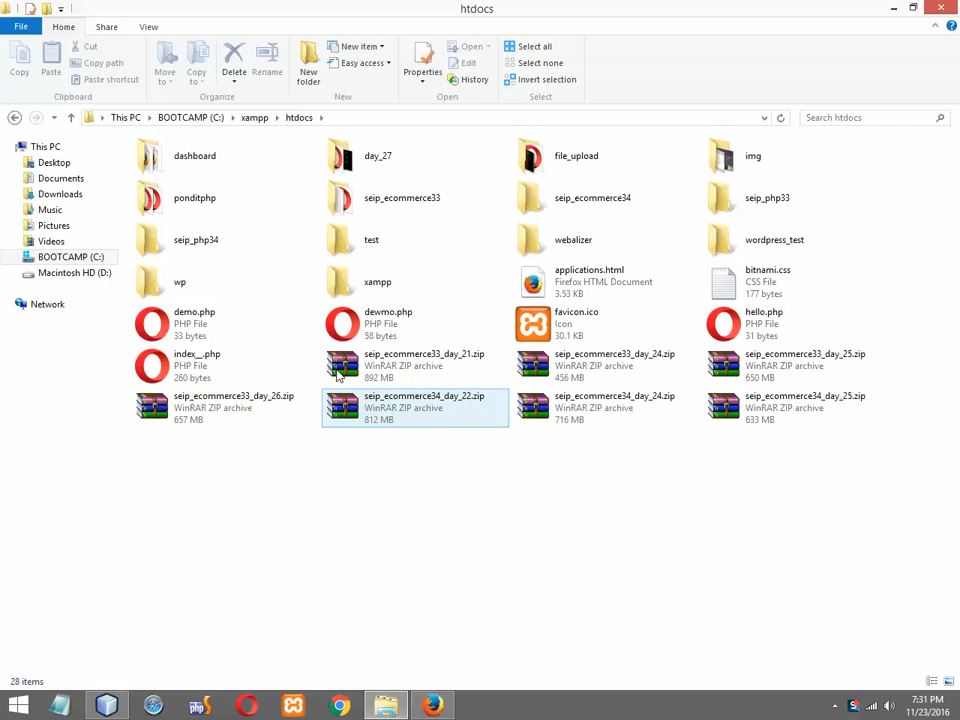 htdocs
File
Home
Share
View
Copy
Paste
Cut
Copy path
Paste shortcut
Clipboard
Move to
Copy to
Delete
Rename
Organize
New folder
New item
Easy access
New
Properties
Open
Edit
History
Open
Select all
Select none
Invert selection
Select
This PC
BOOTCAMP (C:)
xampp
htdocs
Search htdocs
This PC
Desktop
Documents
Downloads
Music
Pictures
Videos
BOOTCAMP (C:)
Macintosh HD (D:)
Network
dashboard
day_27
file_upload
img
ponditphp
seip_ecommerce33
seip_ecommerce34
seip_php33
seip_php34
test
webalizer
wordpress_test
wp
xampp
applications.html
Firefox HTML Document
3.53 KB
bitnami.css
CSS File
177 bytes
demo.php
PHP File
33 bytes
dewmo.php
PHP File
58 bytes
favicon.ico
Icon
30.1 KB
hello.php
PHP File
31 bytes
index__.php
PHP File
260 bytes
seip_ecommerce33_day_21.zip
WinRAR ZIP archive
892 MB
seip_ecommerce33_day_24.zip
WinRAR ZIP archive
456 MB
seip_ecommerce33_day_25.zip
WinRAR ZIP archive
650 MB
seip_ecommerce33_day_26.zip
WinRAR ZIP archive
657 MB
seip_ecommerce34_day_22.zip
WinRAR ZIP archive
812 MB
seip_ecommerce34_day_24.zip
WinRAR ZIP archive
716 MB
seip_ecommerce34_day_25.zip
WinRAR ZIP archive
633 MB
28 items
php
7:31 PM
11/23/2016